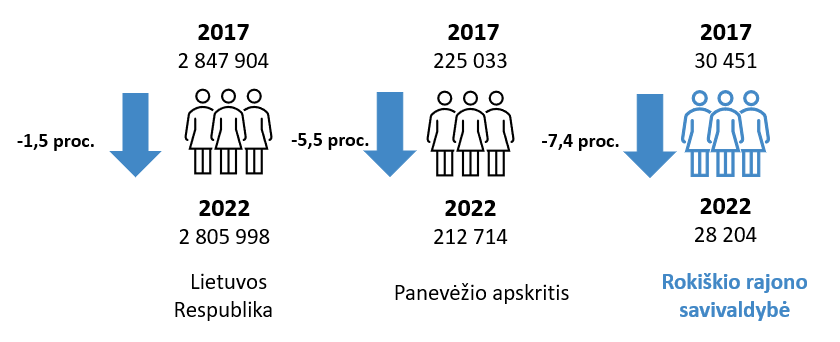 2017
2 847 904
-1,5 proc.
2022
2 805 998
Lietuvos
Respublika
2017
225 033
-5,5 proc.
2022
212 714
Panevėžio apskritis
2017
30 451
-7,4 proc.
2022
28 204
Rokiškio rajono
savivaldybė